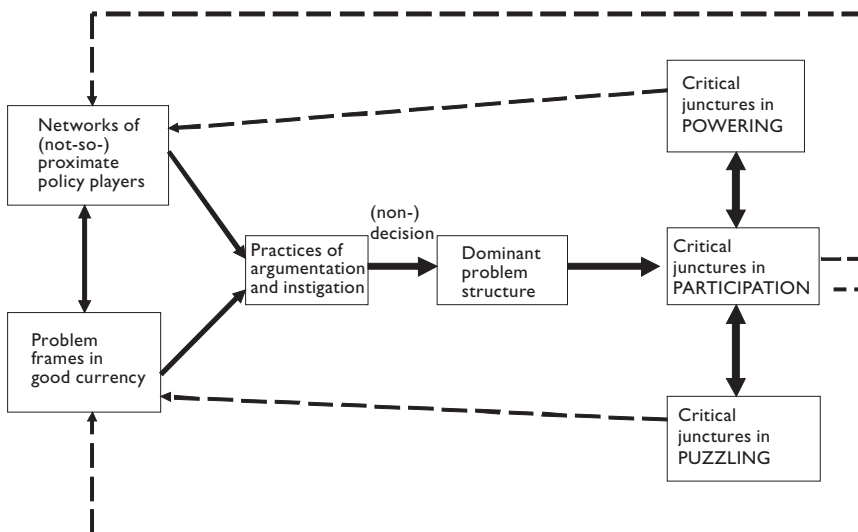 Networks of
(not-so-)
proximate
policy players
Problem
frames in
good currency
Practices of
argumentation
and instigation
(non-)
decision
Dominant
problem
structure
Critical
junctures in
POWERING
Critical
junctures in
PARTICIPATION
Critical
junctures in
PUZZLING